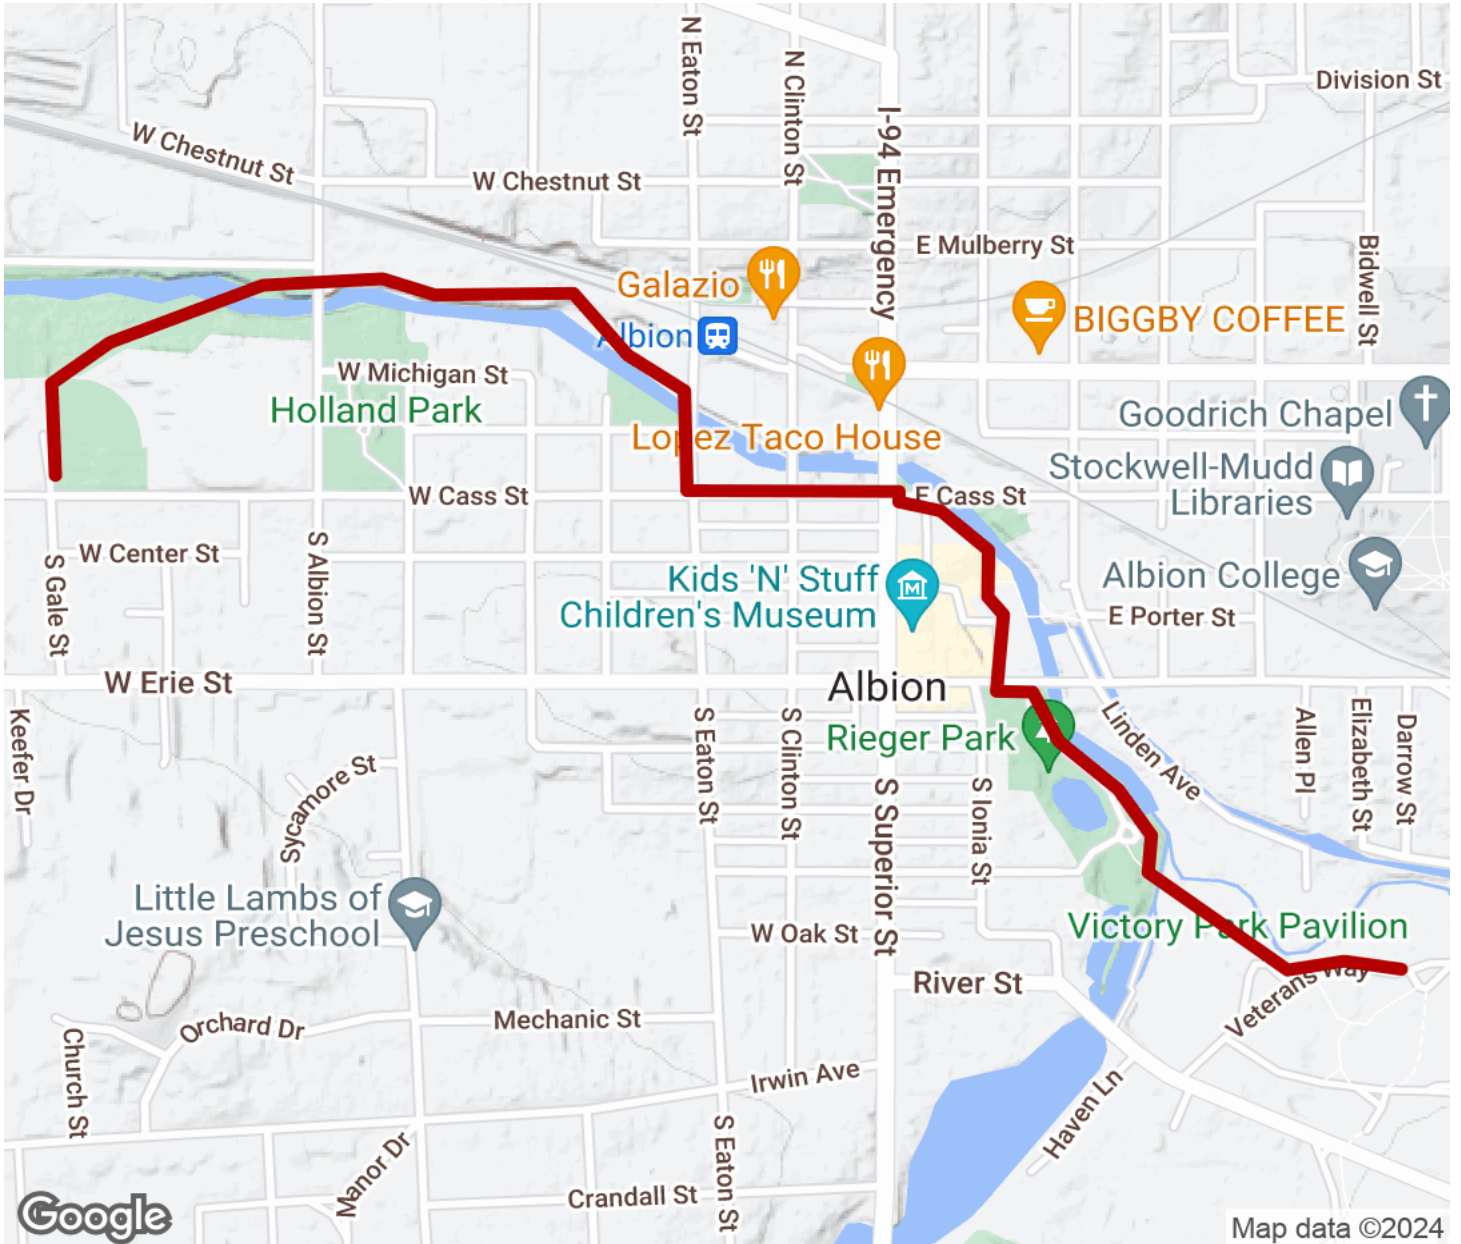 N Eaton St
N Clinton St
I-94 Emergency
Division St
W Chestnut St
W Chestnut St
E Mulberry St
Bidwell St
Galazio
Albion
BIGGBY COFFEE
W Michigan St
Holland Park
Lopez Taco House
Goodrich Chapel
Stockwell-Mudd
Libraries
W Cass St
E Cass St
W Center St
S Gale St
S Albion St
Kids 'N' Stuff
Children's Museum
Albion College
E Porter St
W Erie St
Albion
Rieger Park
Keefer Dr
Sycamore St
S Eaton St
S Clinton St
S Superior St
S Ionia St
Linden Ave
Allen Pl
Elizabeth St
Darrow St
Little Lambs of
Jesus Preschool
W Oak St
Victory Park Pavilion
River St
Veterans Way
Orchard Dr
Mechanic St
Church St
Irwin Ave
Haven Ln
Manor Dr
S Eaton St
Crandall St
Google
Map data ©2024